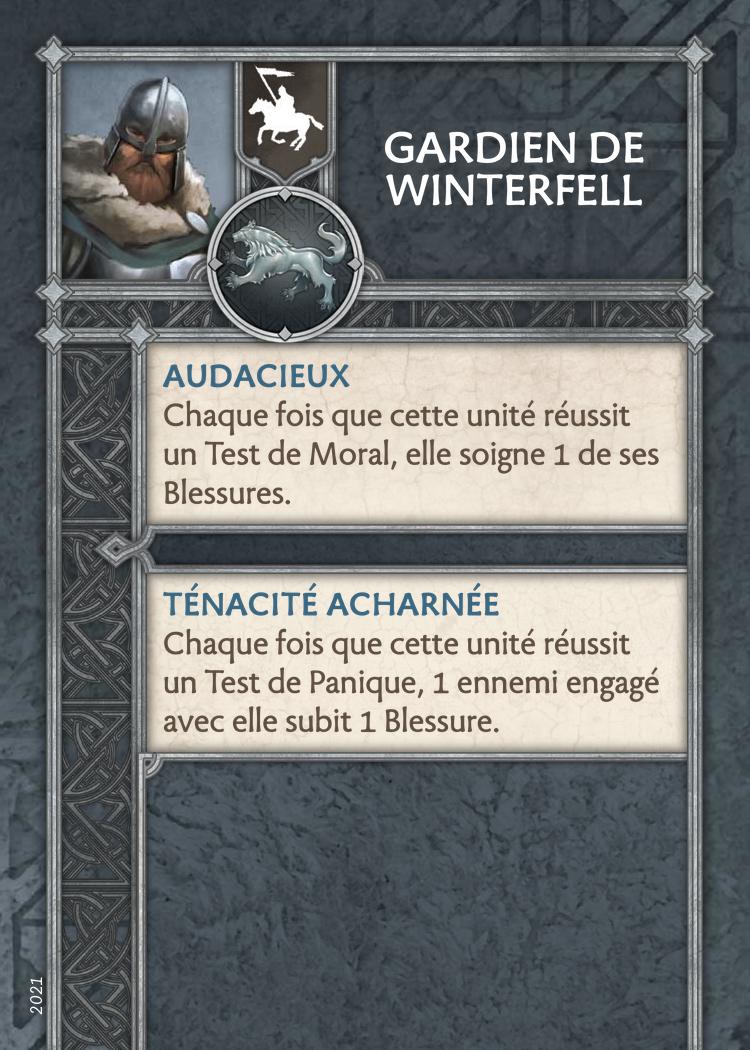 GARDIEN DE
WINTERFELL
AUDACIEUX
Chaque fois que cette unité réussit
un Test de Moral, elle soigne 1 de ses
Blessures.
TÉNACITÉ ACHARNÉE
Chaque fois que cette unité réussit
un Test de Panique, 1 ennemi engagé
avec elle subit 1 Blessure.
2021